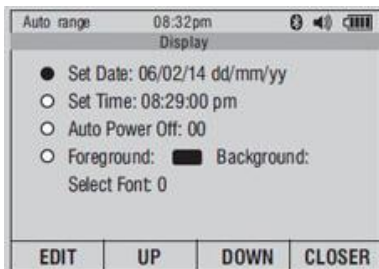 Auto range 08:32pm
Display
Set Date: 06/02/14 dd/mm/yy
Set Time: 08:29:00 pm
Auto Power Off: 00
Foreground: Background:
Select Font: 0
EDIT UP DOWN CLOSER